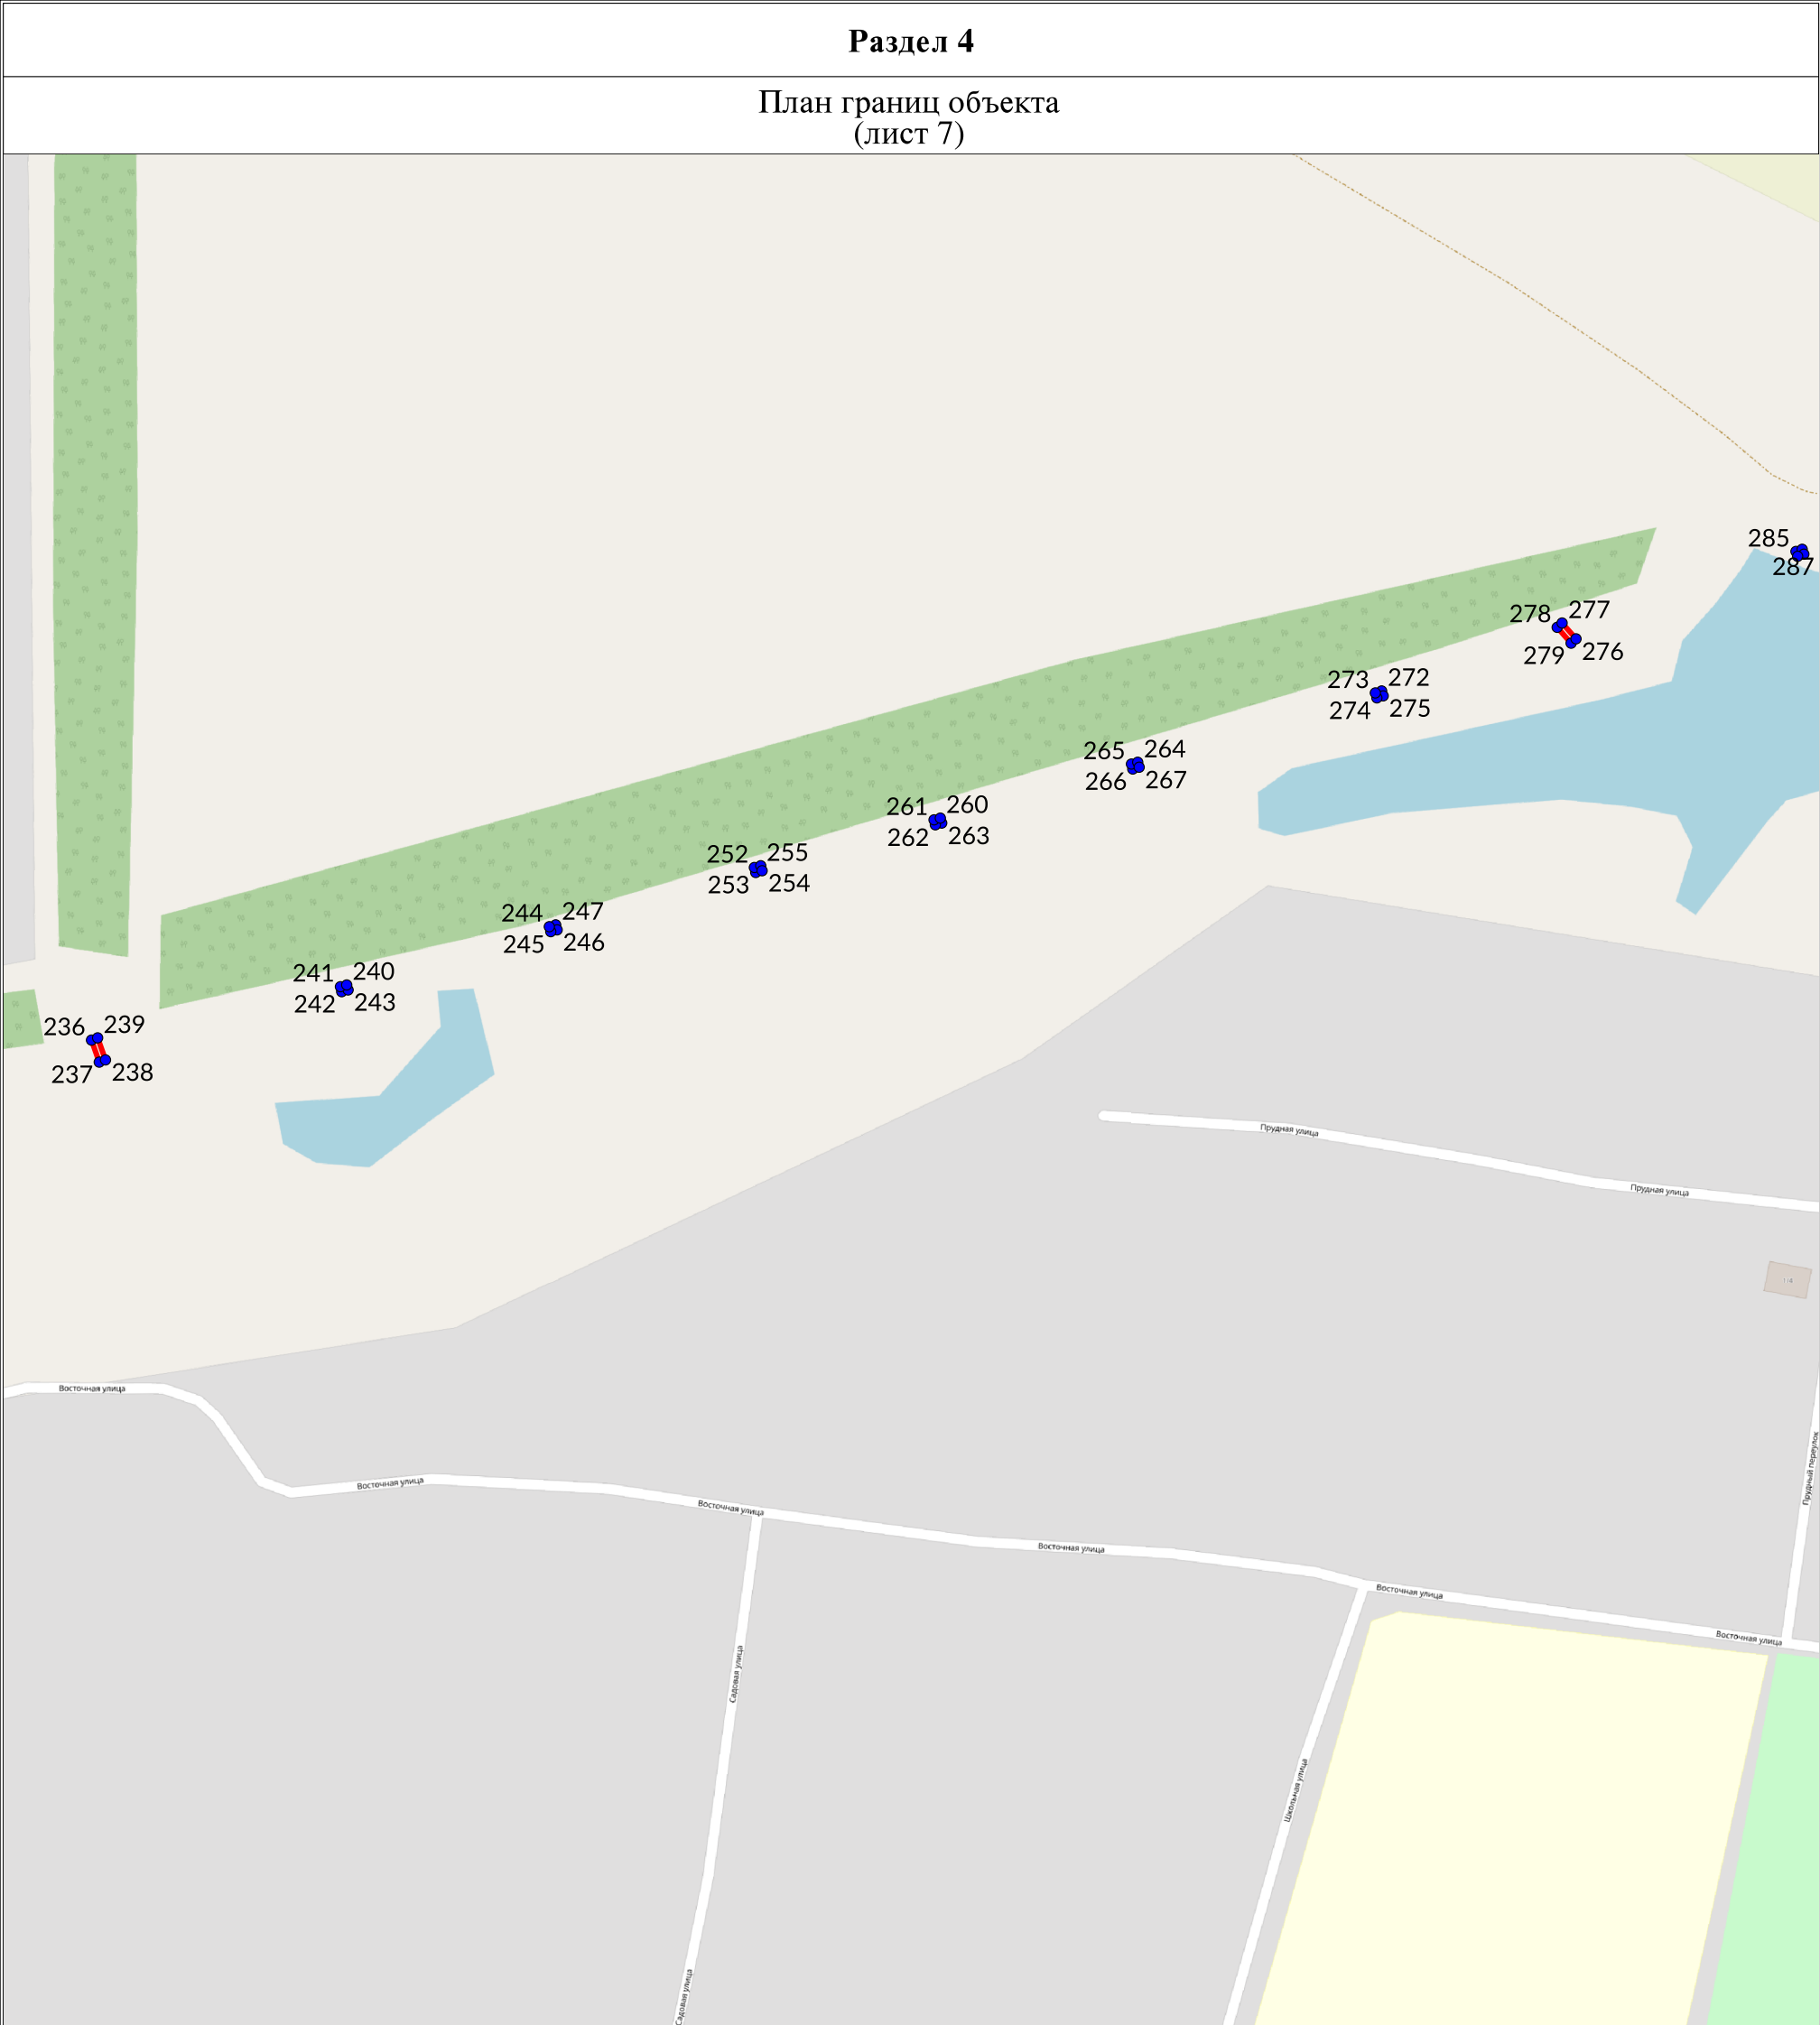 Раздел 4
План границ объекта
(лист 7)
285
287
278 277
279 276
273 272
274 275
265 264
266 267
261 260
262 263
252 255
253 254
244 247
245 246
241 240
242 243
236 239
237 238
Прудная улица
Прудная улица
1/4
Восточная улица
Восточная улица
Восточная улица
Восточная улица
Восточная улица
Восточная улица
Прудный переулок
Садовая улица
Школьная улица
Садовая улица